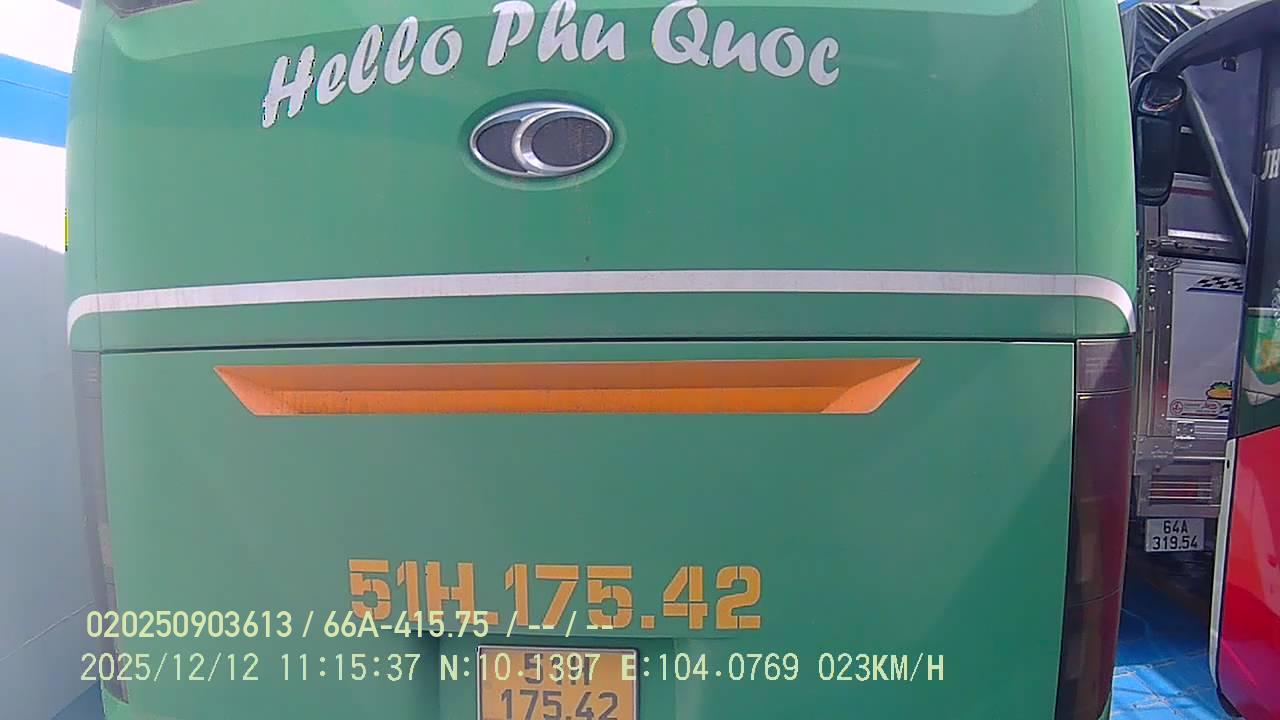 Hello Phu Quoc
64A
319.54
51H.175.42
020250903613 / 66A-415.75 / -- / --
2025/12/12 11:15:37 N:10.1397 E:104.0769 023KM/H
51H
175.42